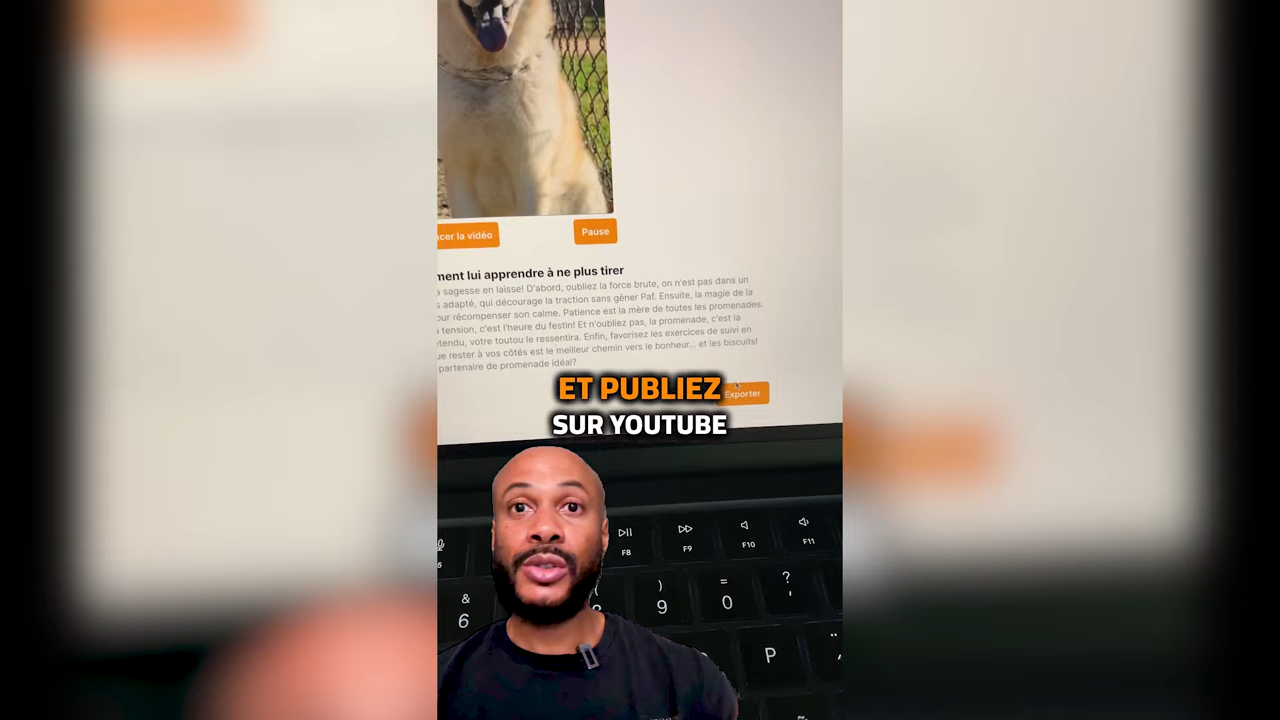 cer la vidéo
Pause
ment lui apprendre à ne plus tirer
sagesse en laisse! D'abord, oubliez la force brute, on n'est pas dans un
adapté, qui décourage la traction sans gêner Paf. Ensuite, la magie de la
our récompenser son calme. Patience est la mère de toutes les promenades.
tension, c'est l'heure du festin! Et n'oubliez pas, la promenade, c'est la
étendu, votre toutou le ressentira. Enfin, favorisez les exercices de suivi en
ue rester à vos côtés est le meilleur chemin vers le bonheur... et les biscuits!
partenaire de promenade idéal?
Exporter
ET PUBLIEZ
SUR YOUTUBE
F8
F9
F10
F11
&
6
)
9
=
0
?
'
P